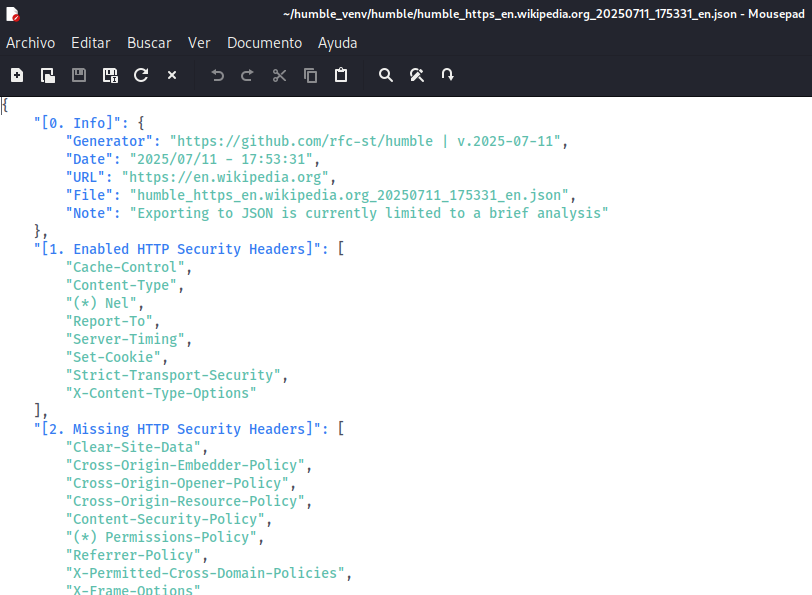 ~/humble_venv/humble/humble_https_en.wikipedia.org_20250711_175331_en.json - Mousepad
Archivo Editar Buscar Ver Documento Ayuda
{
    "[0. Info]": {
        "Generator": "https://github.com/rfc-st/humble | v.2025-07-11",
        "Date": "2025/07/11 - 17:53:31",
        "URL": "https://en.wikipedia.org",
        "File": "humble_https_en.wikipedia.org_20250711_175331_en.json",
        "Note": "Exporting to JSON is currently limited to a brief analysis"
    },
    "[1. Enabled HTTP Security Headers]": [
        "Cache-Control",
        "Content-Type",
        "(*) Nel",
        "Report-To",
        "Server-Timing",
        "Set-Cookie",
        "Strict-Transport-Security",
        "X-Content-Type-Options"
    ],
    "[2. Missing HTTP Security Headers]": [
        "Clear-Site-Data",
        "Cross-Origin-Embedder-Policy",
        "Cross-Origin-Opener-Policy",
        "Cross-Origin-Resource-Policy",
        "Content-Security-Policy",
        "(*) Permissions-Policy",
        "Referrer-Policy",
        "X-Permitted-Cross-Domain-Policies",
        "X-Frame-Options"